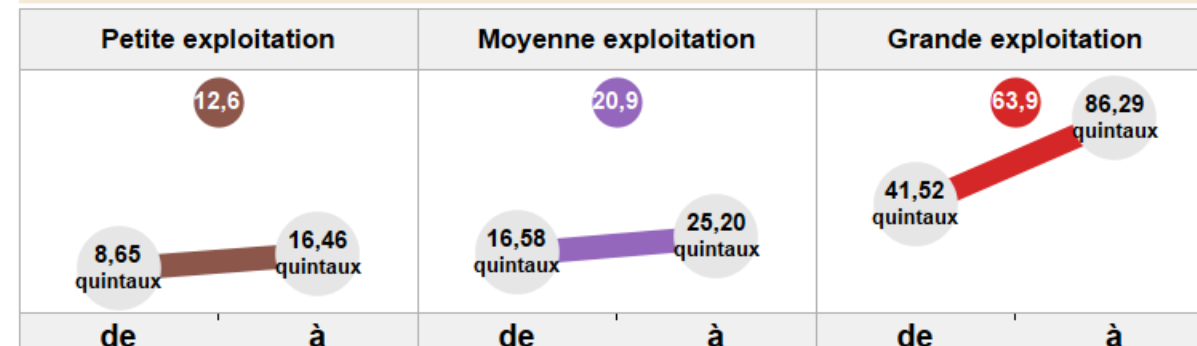 Petite exploitation
Moyenne exploitation
Grande exploitation
12,6
8,65
quintaux
16,46
quintaux
20,9
16,58
quintaux
25,20
quintaux
63,9
41,52
quintaux
86,29
quintaux
de à
de à
de à